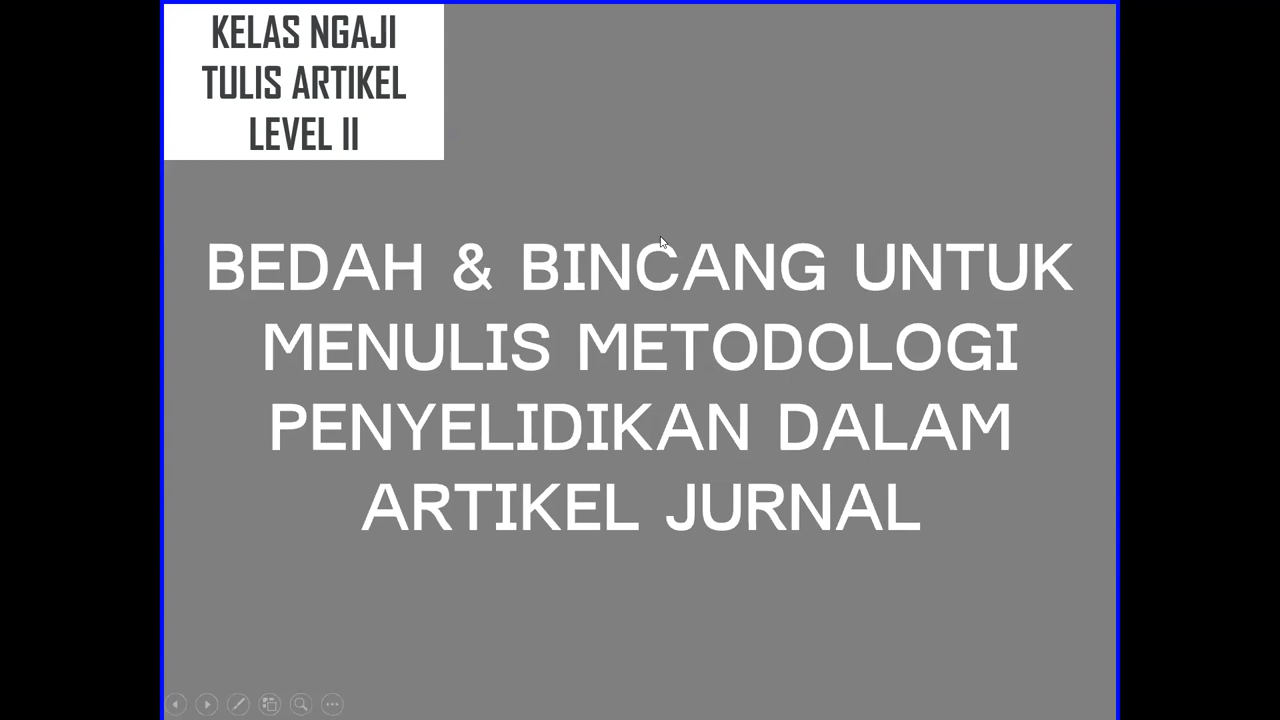 KELAS NGAJI
TULIS ARTIKEL
LEVEL II
BEDAH & BINCANG UNTUK
MENULIS METODOLOGI
PENYELIDIKAN DALAM
ARTIKEL JURNAL